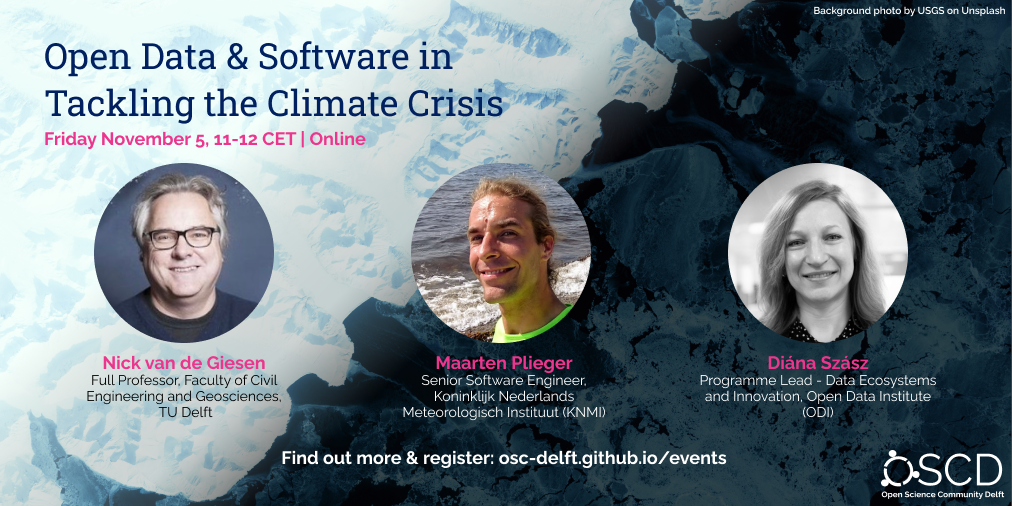 Background photo by USGS on Unsplash
Open Data & Software in
Tackling the Climate Crisis
Friday November 5, 11-12 CET | Online
Nick van de Giesen
Full Professor, Faculty of Civil
Engineering and Geosciences,
TU Delft
Maarten Plieger
Senior Software Engineer,
Koninklijk Nederlands
Meteorologisch Instituut (KNMI)
Diána Szász
Programme Lead - Data Ecosystems
and Innovation, Open Data Institute
(ODI)
Find out more & register: osc-delft.github.io/events
OSCD
Open Science Community Delft